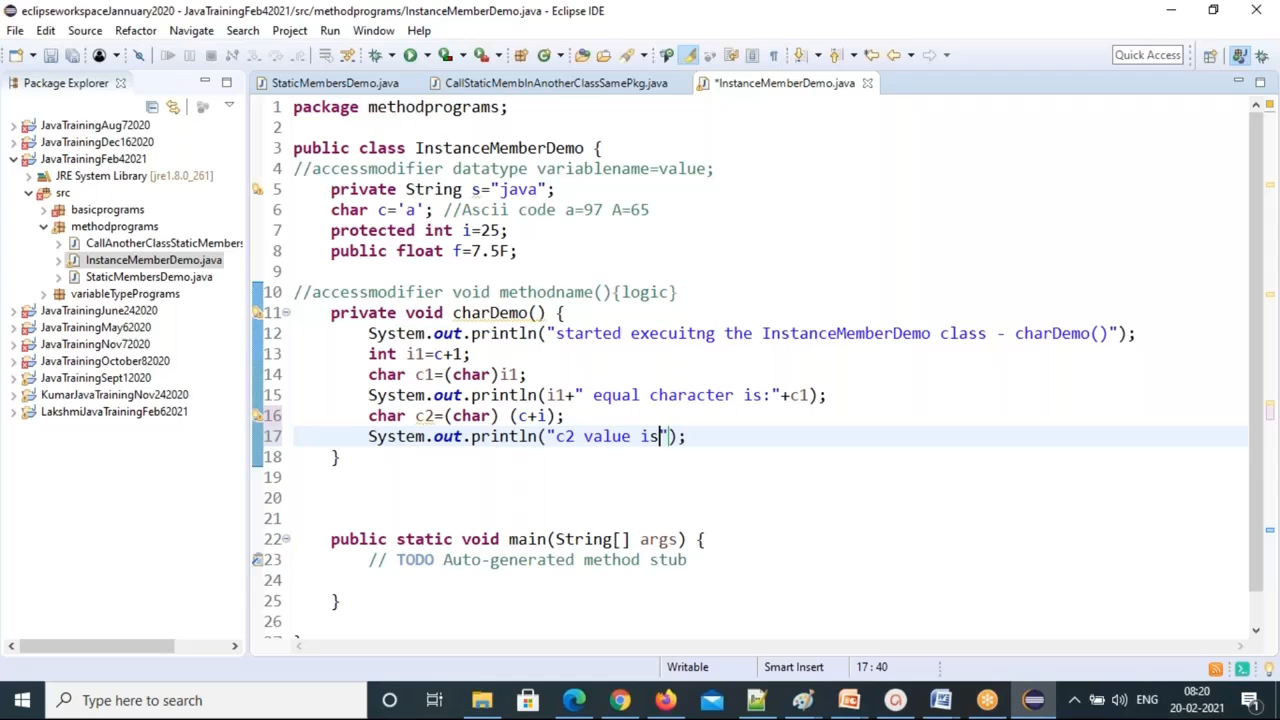 eclipseworkspaceJannuary2020 - JavaTrainingFeb42021/src/methodprograms/InstanceMemberDemo.java - Eclipse IDE
File Edit Source Refactor Navigate Search Project Run Window Help
Quick Access
Package Explorer
StaticMembersDemo.java
CallStaticMembInAnotherClassSamePkg.java
*InstanceMemberDemo.java
JavaTrainingAug72020
JavaTrainingDec162020
JavaTrainingFeb42021
JRE System Library [jre1.8.0_261]
src
basicprograms
methodprograms
CallAnotherClassStaticMembers
InstanceMemberDemo.java
StaticMembersDemo.java
variableTypePrograms
JavaTrainingJune242020
JavaTrainingMay62020
JavaTrainingNov72020
JavaTrainingOctober82020
JavaTrainingSept12020
KumarJavaTrainingNov242020
LakshmiJavaTrainingFeb62021
1 package methodprograms;
2
3 public class InstanceMemberDemo {
4 //accessmodifier datatype variablename=value;
5 private String s="java";
6 char c='a'; //Ascii code a=97 A=65
7 protected int i=25;
8 public float f=7.5F;
9
10 //accessmodifier void methodname(){logic}
11 private void charDemo() {
12 System.out.println("started execuitng the InstanceMemberDemo class - charDemo()");
13 int i1=c+1;
14 char c1=(char)i1;
15 System.out.println(i1+" equal character is:"+c1);
16 char c2=(char) (c+i);
17 System.out.println("c2 value is");
18 }
19
20
21
22 public static void main(String[] args) {
23 // TODO Auto-generated method stub
24
25 }
26
Writable
Smart Insert
17 : 40
Type here to search
ENG
08:20
20-02-2021
1